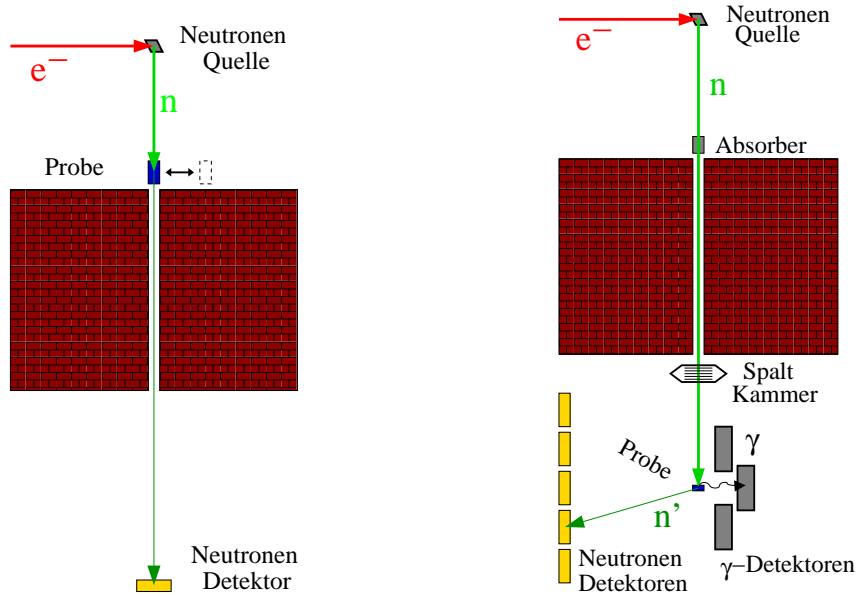 Neutronen
Quelle
e−
n
Probe
Neutronen
Detektor
Neutronen
Quelle
e−
n
Absorber
Spalt
Kammer
Probe
γ
n’
Neutronen
Detektoren
γ−Detektoren